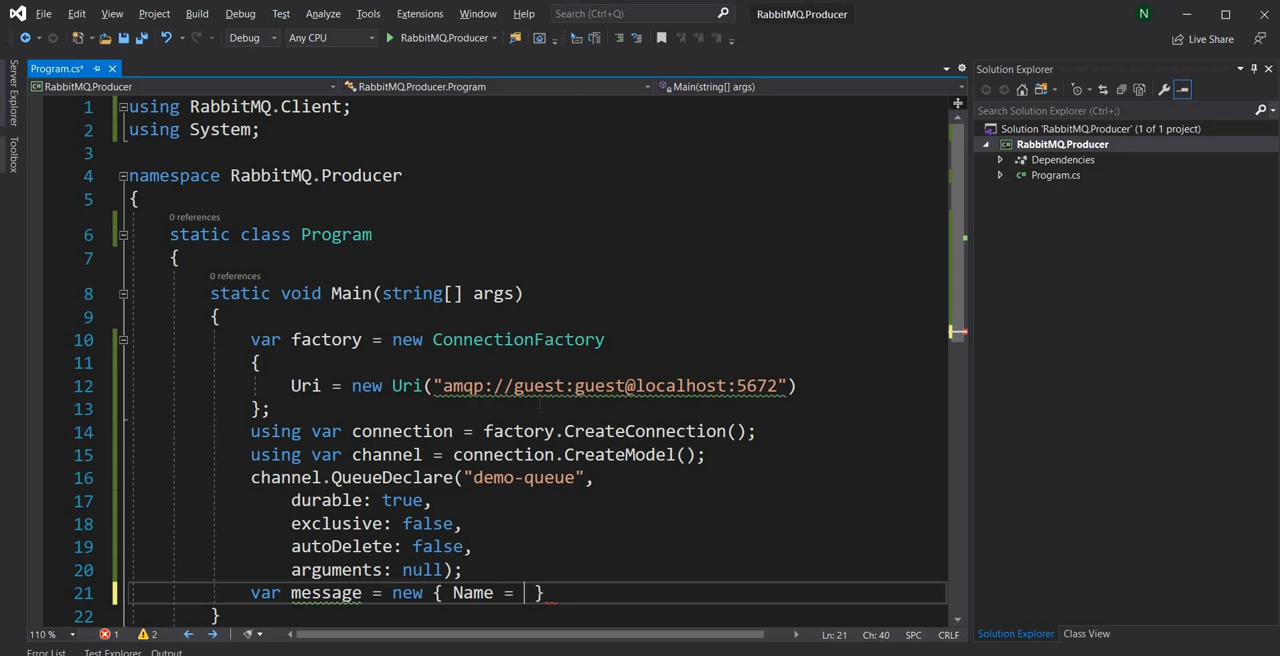 File Edit View Project Build Debug Test Analyze Tools Extensions Window Help Search (Ctrl+Q) RabbitMQ.Producer N
Debug Any CPU RabbitMQ.Producer Live Share
Server Explorer
Toolbox
Program.cs*
RabbitMQ.Producer RabbitMQ.Producer.Program Main(string[] args)
1 using RabbitMQ.Client;
2 using System;
3
4 namespace RabbitMQ.Producer
5 {
0 references
6 static class Program
7 {
0 references
8 static void Main(string[] args)
9 {
10 var factory = new ConnectionFactory
11 {
12 Uri = new Uri("amqp://guest:guest@localhost:5672")
13 };
14 using var connection = factory.CreateConnection();
15 using var channel = connection.CreateModel();
16 channel.QueueDeclare("demo-queue",
17 durable: true,
18 exclusive: false,
19 autoDelete: false,
20 arguments: null);
21 var message = new { Name = }
22 }
110 % 1 2 Ln: 21 Ch: 40 SPC CRLF
Error List Test Explorer Output
Solution Explorer
Search Solution Explorer (Ctrl+;)
Solution 'RabbitMQ.Producer' (1 of 1 project)
RabbitMQ.Producer
Dependencies
Program.cs
Solution Explorer Class View